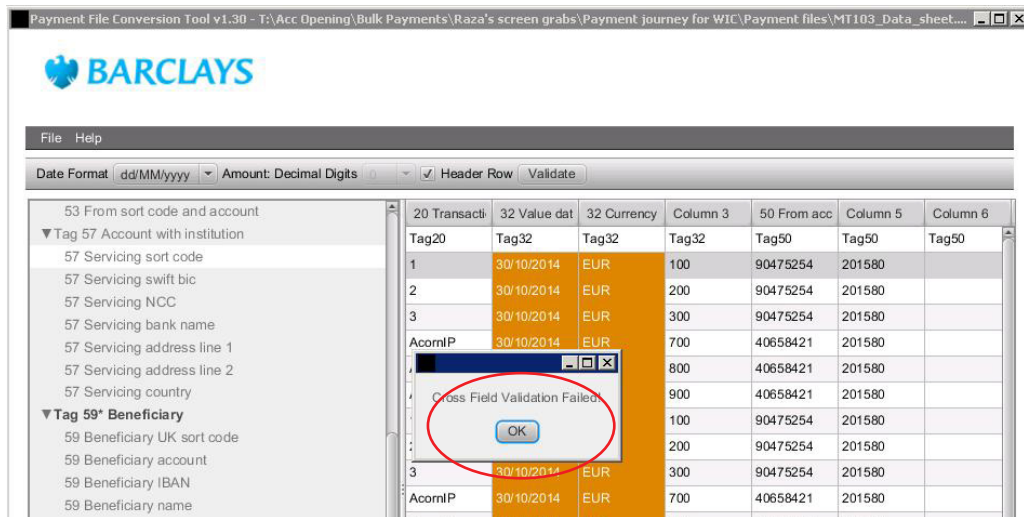 Payment File Conversion Tool v1.30 - T:\Acc Opening\Bulk Payments\Raza's screen grabs\Payment journey for WIC\Payment files\MT103_Data_sheet....
BARCLAYS
File Help
Date Format dd/MM/yyyy Amount: Decimal Digits 0 Header Row Validate
53 From sort code and account
Tag 57 Account with institution
57 Servicing sort code
57 Servicing swift bic
57 Servicing NCC
57 Servicing bank name
57 Servicing address line 1
57 Servicing address line 2
57 Servicing country
Tag 59* Beneficiary
59 Beneficiary UK sort code
59 Beneficiary account
59 Beneficiary IBAN
59 Beneficiary name
20 Transacti 32 Value dat 32 Currency Column 3 50 From acc Column 5 Column 6
Tag20 Tag32 Tag32 Tag32 Tag50 Tag50 Tag50
1 30/10/2014 EUR 100 90475254 201580
2 30/10/2014 EUR 200 90475254 201580
3 30/10/2014 EUR 300 90475254 201580
AcornIP 30/10/2014 EUR 700 40658421 201580
800 40658421 201580
900 40658421 201580
100 90475254 201580
200 90475254 201580
3 30/10/2014 EUR 300 90475254 201580
AcornIP 30/10/2014 EUR 700 40658421 201580
Cross Field Validation Failed!
OK